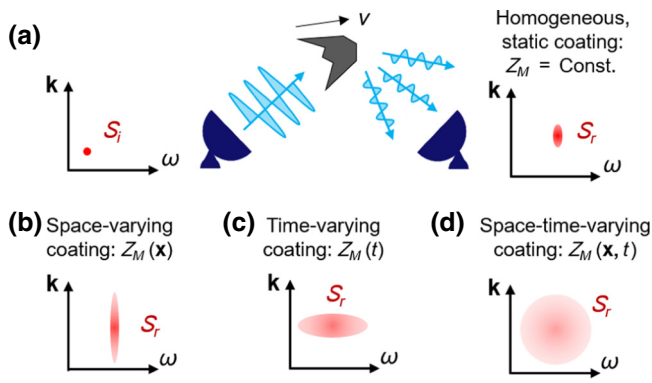 (a)
v
Homogeneous,
static coating:
Z_M = Const.
k
S_i
ω
k
S_r
ω
(b) Space-varying
coating: Z_M(x)
k
S_r
ω
(c) Time-varying
coating: Z_M(t)
k
S_r
ω
(d) Space-time-varying
coating: Z_M(x, t)
k
S_r
ω